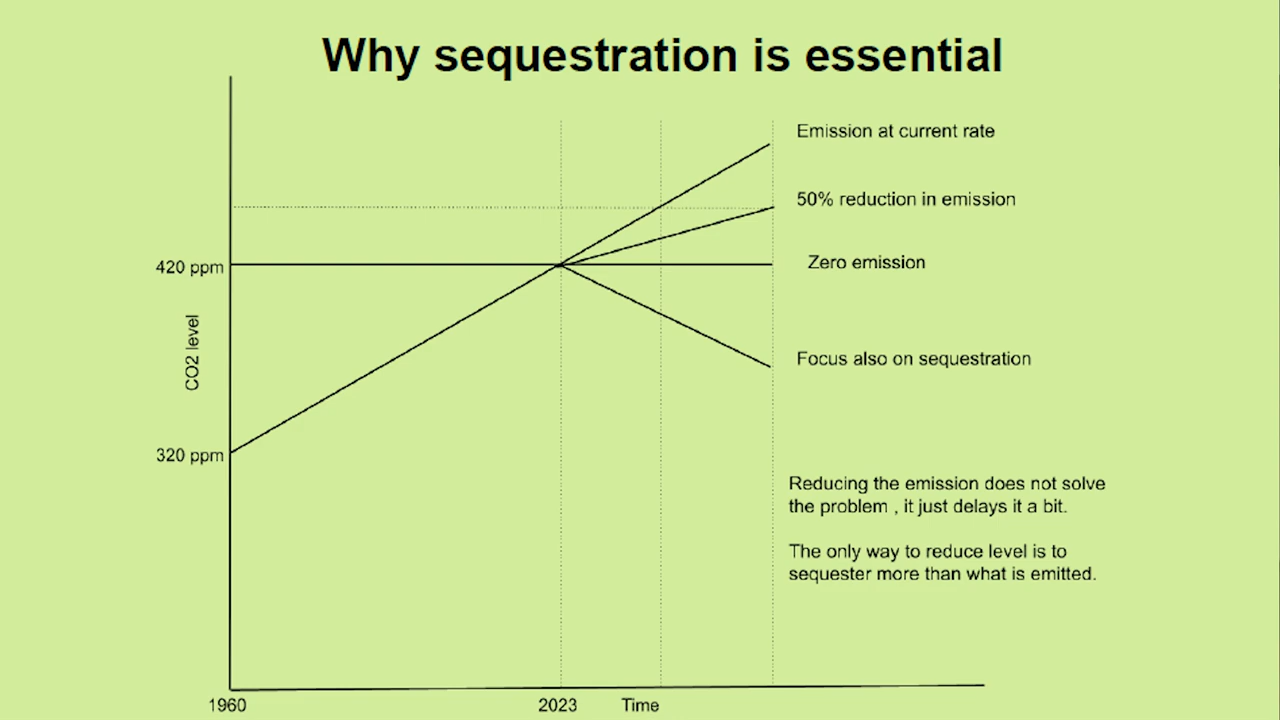 Why sequestration is essential
Emission at current rate
50% reduction in emission
420 ppm
Zero emission
CO2 level
Focus also on sequestration
320 ppm
Reducing the emission does not solve
the problem , it just delays it a bit.
The only way to reduce level is to
sequester more than what is emitted.
1960
2023
Time